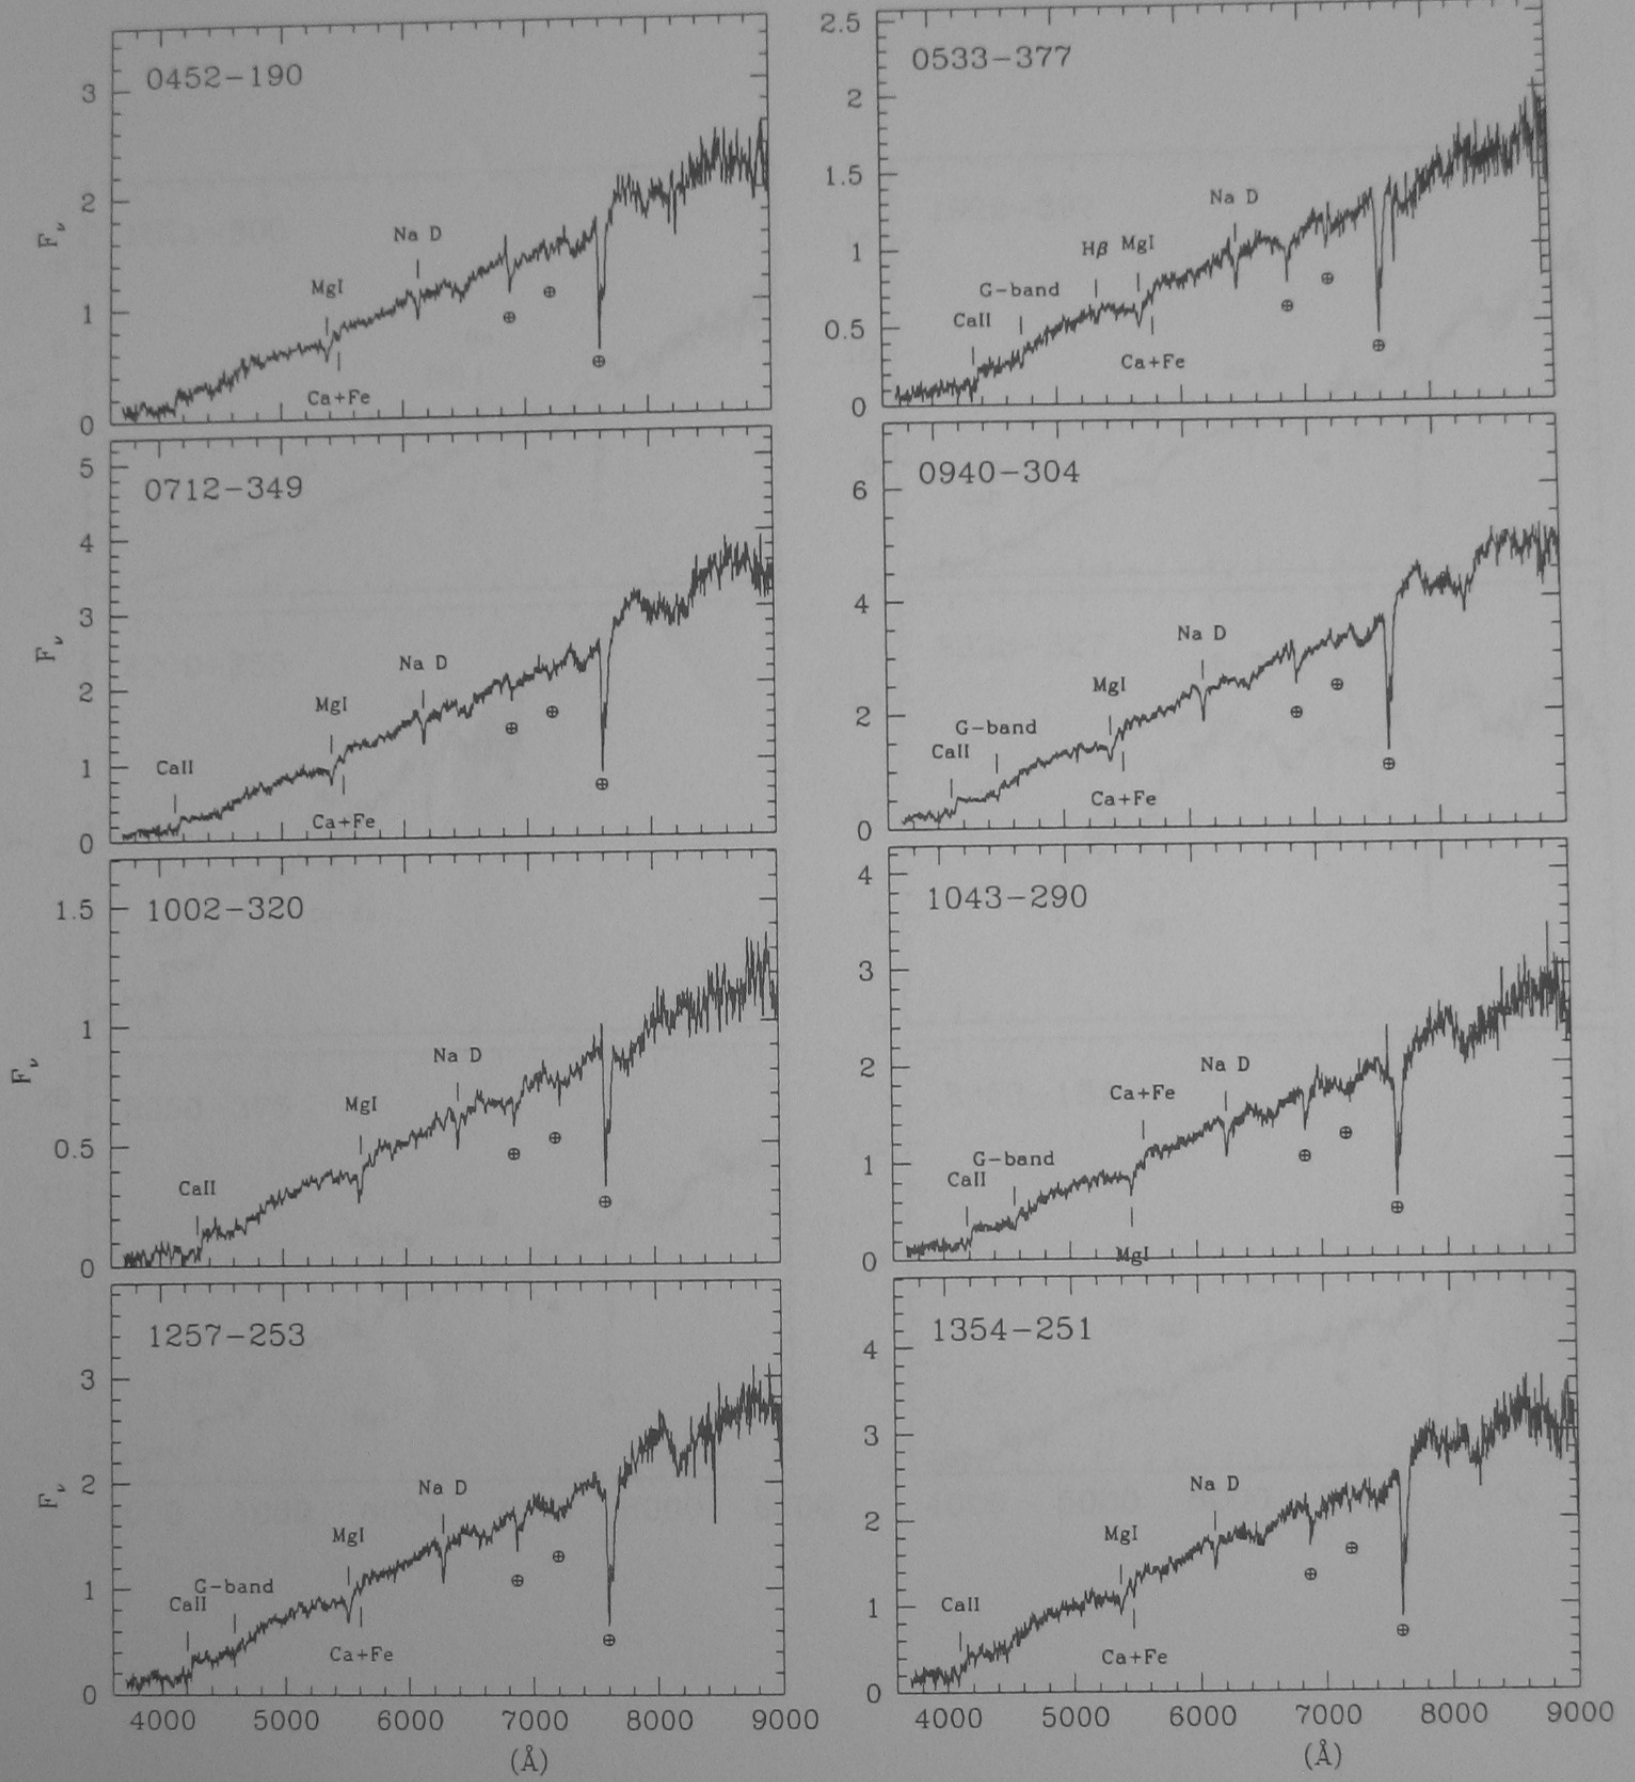 0452-190
3
2
1
0
Fν
MgI
Na D
Ca+Fe
⊕
⊕
⊕
0533-377
2.5
2
1.5
1
0.5
0
CaII
G-band
Hβ MgI
Na D
Ca+Fe
⊕
⊕
⊕
0712-349
5
4
3
2
1
0
Fν
CaII
MgI
Na D
Ca+Fe
⊕
⊕
⊕
0940-304
6
4
2
0
CaII
G-band
MgI
Na D
Ca+Fe
⊕
⊕
⊕
1002-320
1.5
1
0.5
0
Fν
CaII
MgI
Na D
⊕
⊕
⊕
1043-290
4
3
2
1
0
CaII
G-band
Ca+Fe
Na D
MgI
⊕
⊕
⊕
1257-253
3
2
1
0
Fν
G-band
CaII
MgI
Na D
Ca+Fe
⊕
⊕
⊕
4000 5000 6000 7000 8000 9000
(Å)
1354-251
4
3
2
1
0
CaII
MgI
Na D
Ca+Fe
⊕
⊕
⊕
4000 5000 6000 7000 8000 9000
(Å)